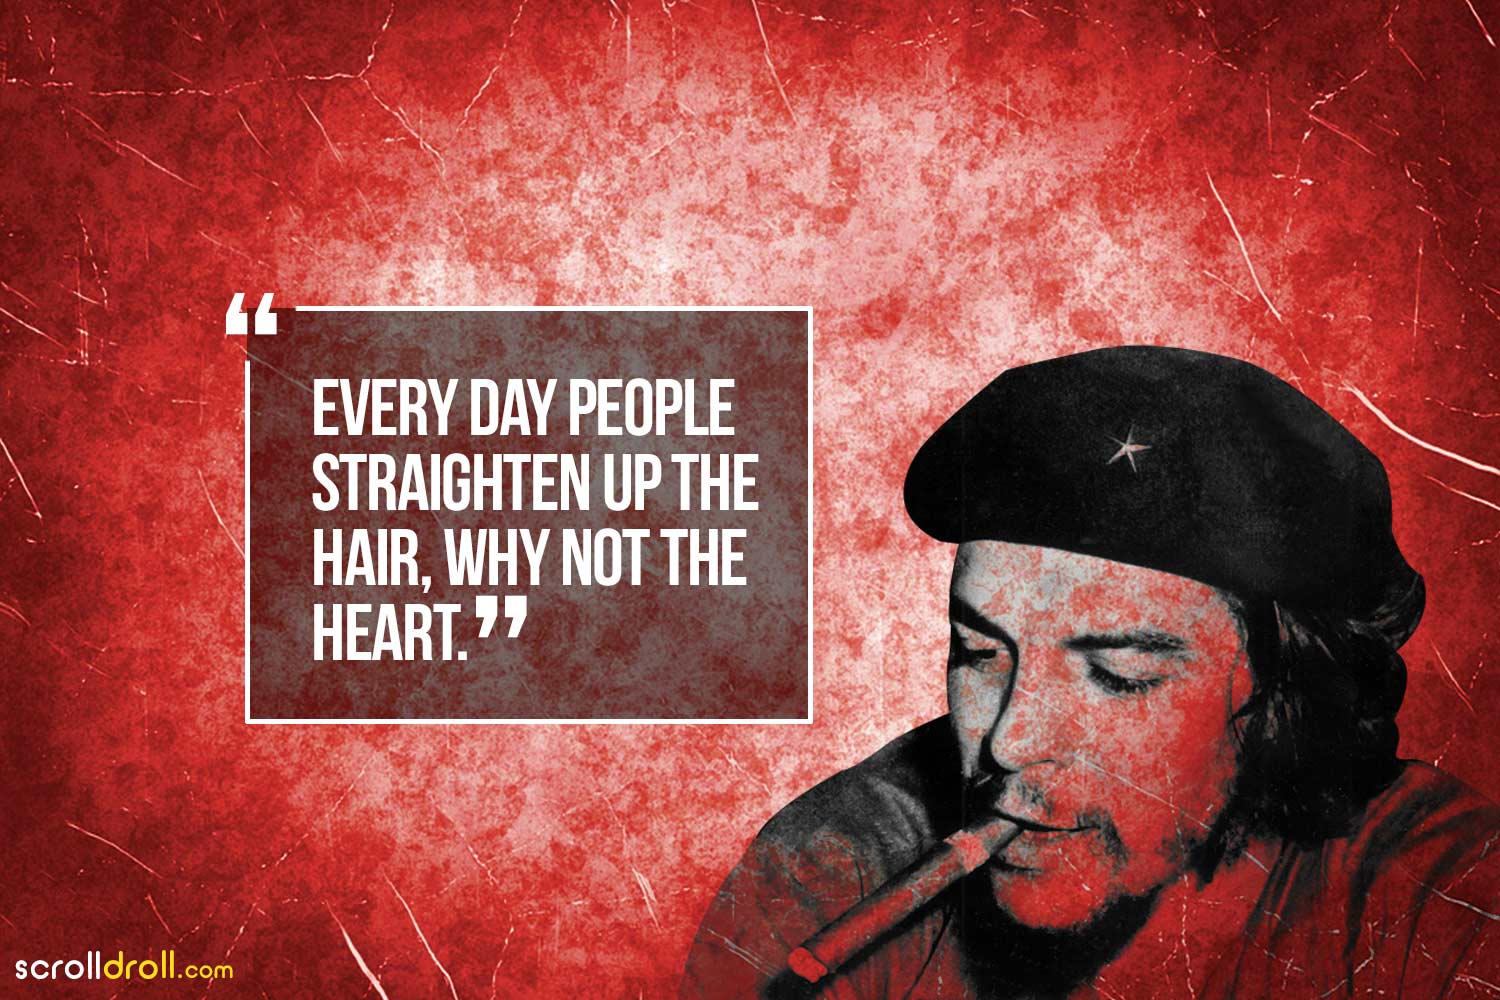 “
EVERY DAY PEOPLE
STRAIGHTEN UP THE
HAIR, WHY NOT THE
HEART.”
scrolldroll.com